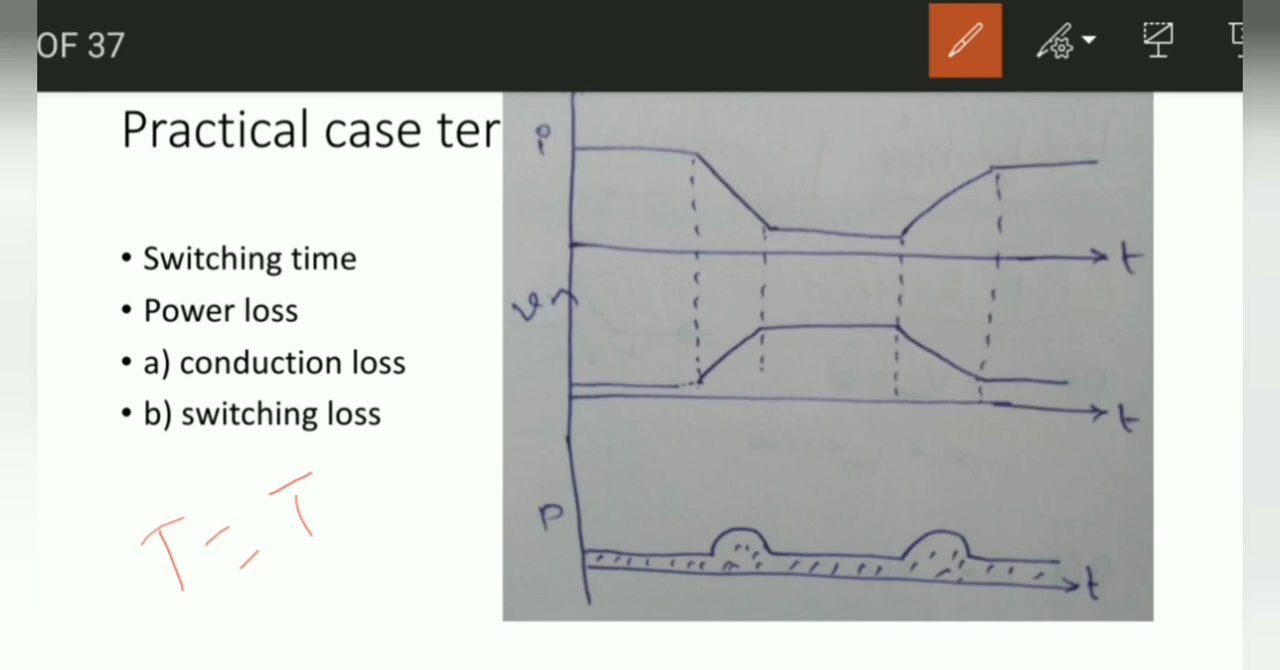 OF 37
Practical case ter
• Switching time
• Power loss
• a) conduction loss
• b) switching loss
T = T
i
t
v
t
P
t